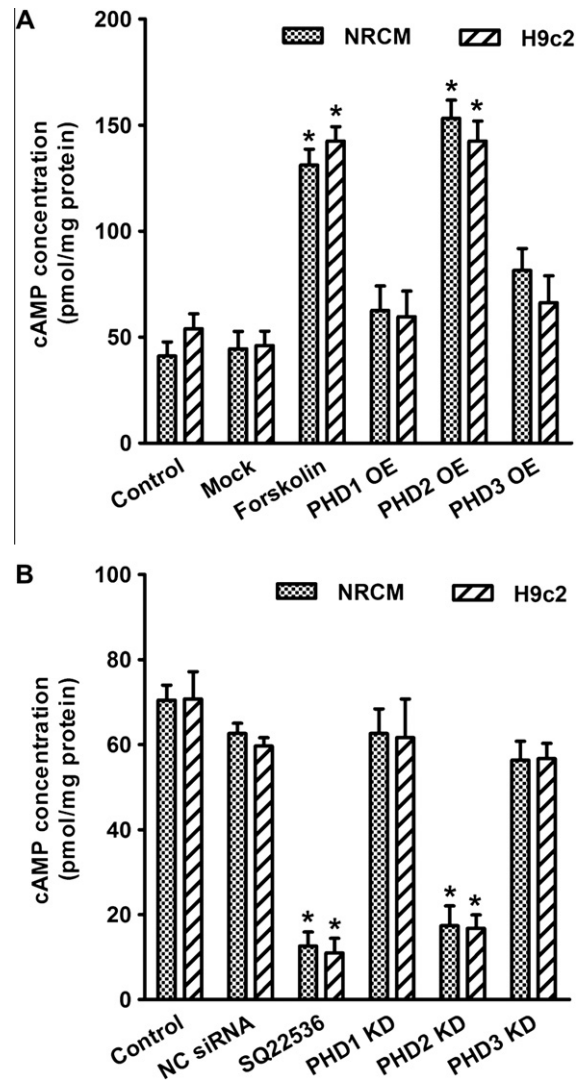 A
NRCM
H9c2
cAMP concentration
(pmol/mg protein)
200
150
100
50
0
* * * *
Control
Mock
Forskolin
PHD1 OE
PHD2 OE
PHD3 OE
B
NRCM
H9c2
cAMP concentration
(pmol/mg protein)
100
80
60
40
20
0
* * * *
Control
NC siRNA
SQ22536
PHD1 KD
PHD2 KD
PHD3 KD